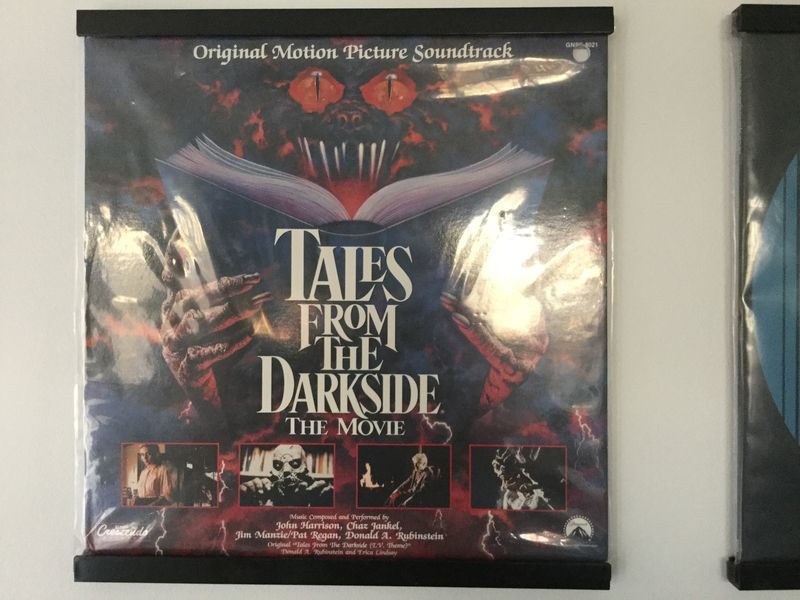 Original Motion Picture Soundtrack
TALES
FROM
THE
DARKSIDE
THE MOVIE
Music Composed and Performed by
John Harrison, Chaz Jankel,
Jim Manzie/Pat Regan, Donald A. Rubinstein
Original "Tales From The Darkside (T.V. Theme)"
Donald A. Rubinstein and Erica Lindsay
Crescendo